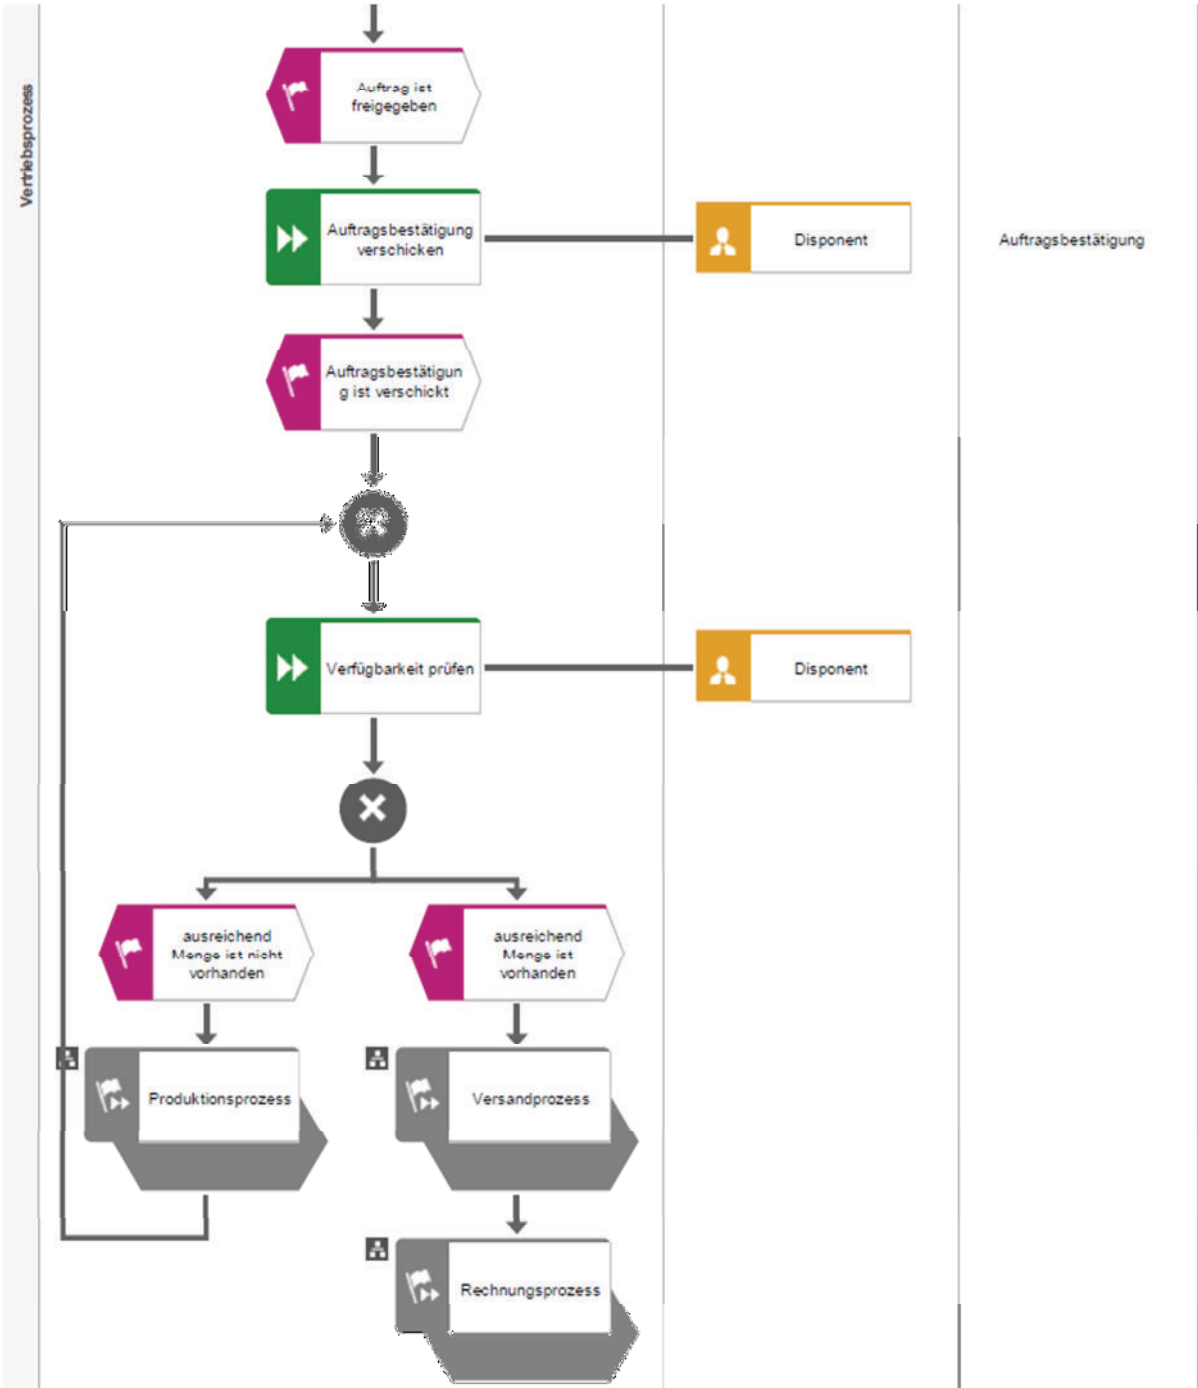 Vertriebsprozess
Auftrag ist
freigegeben
Auftragsbestätigung
verschicken
Disponent
Auftragsbestätigung
Auftragsbestätigun
g ist verschickt
Verfügbarkeit prüfen
Disponent
ausreichend
Menge ist nicht
vorhanden
ausreichend
Menge ist
vorhanden
Produktionsprozess
Versandprozess
Rechnungsprozess